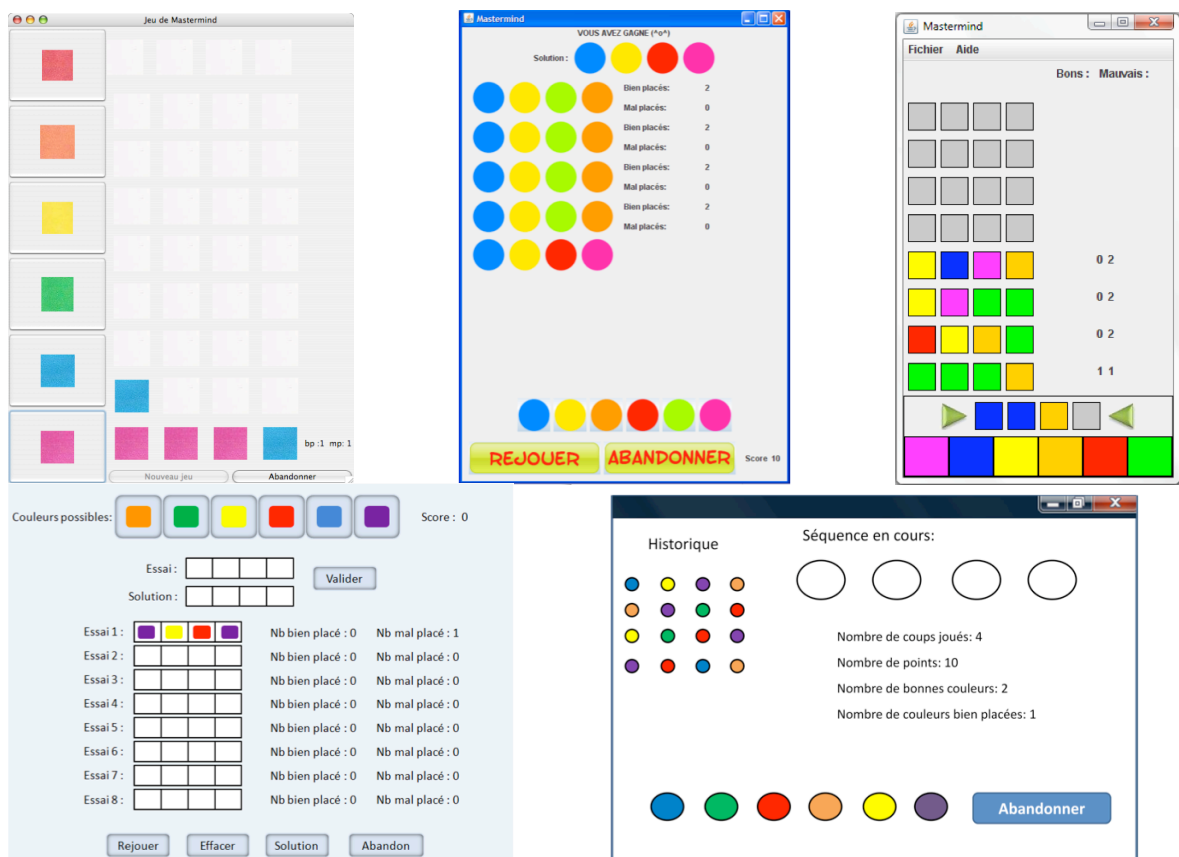 Jeu de Mastermind
bp :1 mp: 1
Nouveau jeu
Abandonner
Mastermind
VOUS AVEZ GAGNE (^o^)
Solution :
Bien placés: 2
Mal placés: 0
Bien placés: 2
Mal placés: 0
Bien placés: 2
Mal placés: 0
Bien placés: 2
Mal placés: 0
REJOUER
ABANDONNER
Score 10
Mastermind
Fichier Aide
Bons : Mauvais :
0 2
0 2
0 2
1 1
Couleurs possibles:
Score : 0
Essai :
Valider
Solution :
Essai 1 : Nb bien placé : 0 Nb mal placé : 1
Essai 2 : Nb bien placé : 0 Nb mal placé : 0
Essai 3 : Nb bien placé : 0 Nb mal placé : 0
Essai 4 : Nb bien placé : 0 Nb mal placé : 0
Essai 5 : Nb bien placé : 0 Nb mal placé : 0
Essai 6 : Nb bien placé : 0 Nb mal placé : 0
Essai 7 : Nb bien placé : 0 Nb mal placé : 0
Essai 8 : Nb bien placé : 0 Nb mal placé : 0
Rejouer Effacer Solution Abandon
Historique
Séquence en cours:
Nombre de coups joués: 4
Nombre de points: 10
Nombre de bonnes couleurs: 2
Nombre de couleurs bien placées: 1
Abandonner